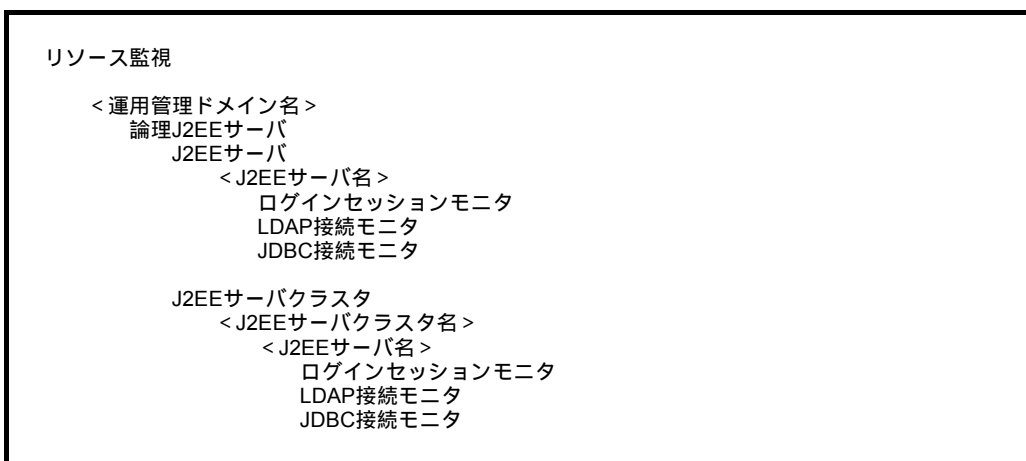 リソース監視
<運用管理ドメイン名>
論理J2EEサーバ
J2EEサーバ
<J2EEサーバ名>
ログインセッションモニタ
LDAP接続モニタ
JDBC接続モニタ
J2EEサーバクラスタ
<J2EEサーバクラスタ名>
<J2EEサーバ名>
ログインセッションモニタ
LDAP接続モニタ
JDBC接続モニタ